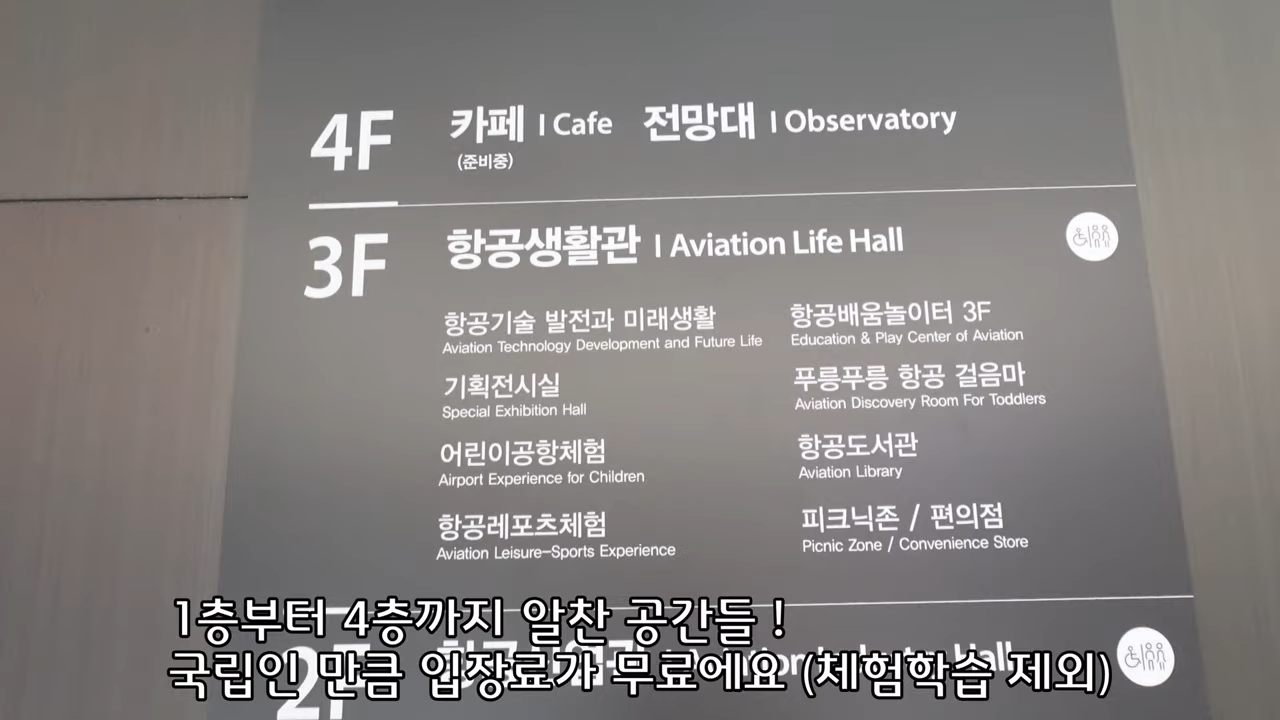 4F 카페 | Cafe 전망대 | Observatory
(준비중)
3F 항공생활관 | Aviation Life Hall
항공기술 발전과 미래생활
Aviation Technology Development and Future Life
기획전시실
Special Exhibition Hall
어린이공항체험
Airport Experience for Children
항공레포츠체험
Aviation Leisure-Sports Experience
항공배움놀이터 3F
Education & Play Center of Aviation
푸릉푸릉 항공 걸음마
Aviation Discovery Room For Toddlers
항공도서관
Aviation Library
피크닉존 / 편의점
Picnic Zone / Convenience Store
1층부터 4층까지 알찬 공간들 !
국립인 만큼 입장료가 무료에요 (체험학습 제외)
2F